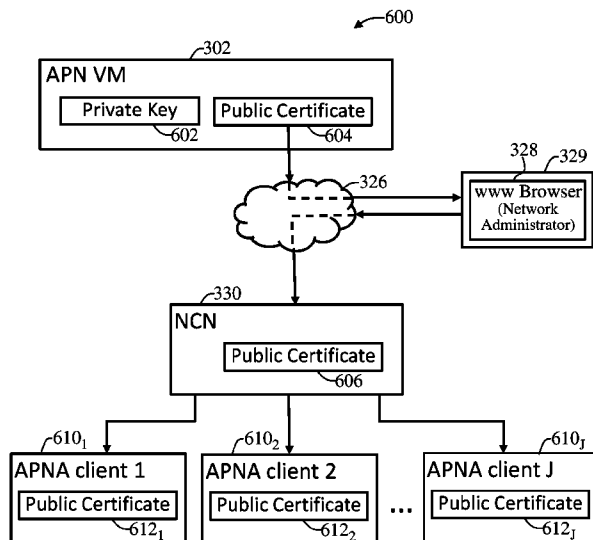 600
302
APN VM
Private Key
602
Public Certificate
604
326
328
329
www Browser
(Network
Administrator)
330
NCN
Public Certificate
606
610₁
APNA client 1
Public Certificate
612₁
610₂
APNA client 2
Public Certificate
612₂
...
610J
APNA client J
Public Certificate
612J